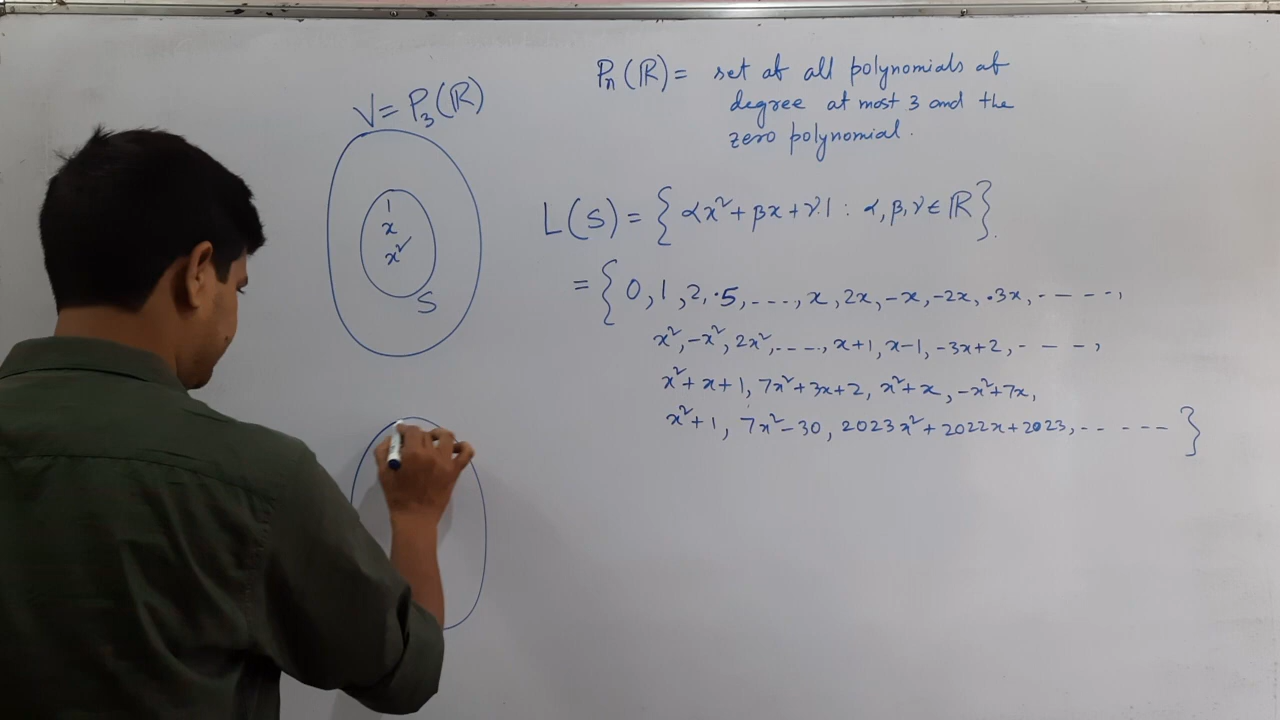 V = P₃(ℝ)
1
x
x²
S
Pₙ(ℝ) = set of all polynomials of
degree at most 3 and the
zero polynomial.
L(S) = { αx² + βx + γ.1 : α, β, γ ∈ ℝ }.
= { 0, 1, 2, .5, ----, x, 2x, -x, -2x, .3x, - - - -,
x², -x², 2x², ----, x+1, x-1, -3x+2, - - - -,
x² + x + 1, 7x² + 3x + 2, x² + x, -x² + 7x,
x² + 1, 7x² - 30, 2023x² + 2022x + 2023, - - - - - }